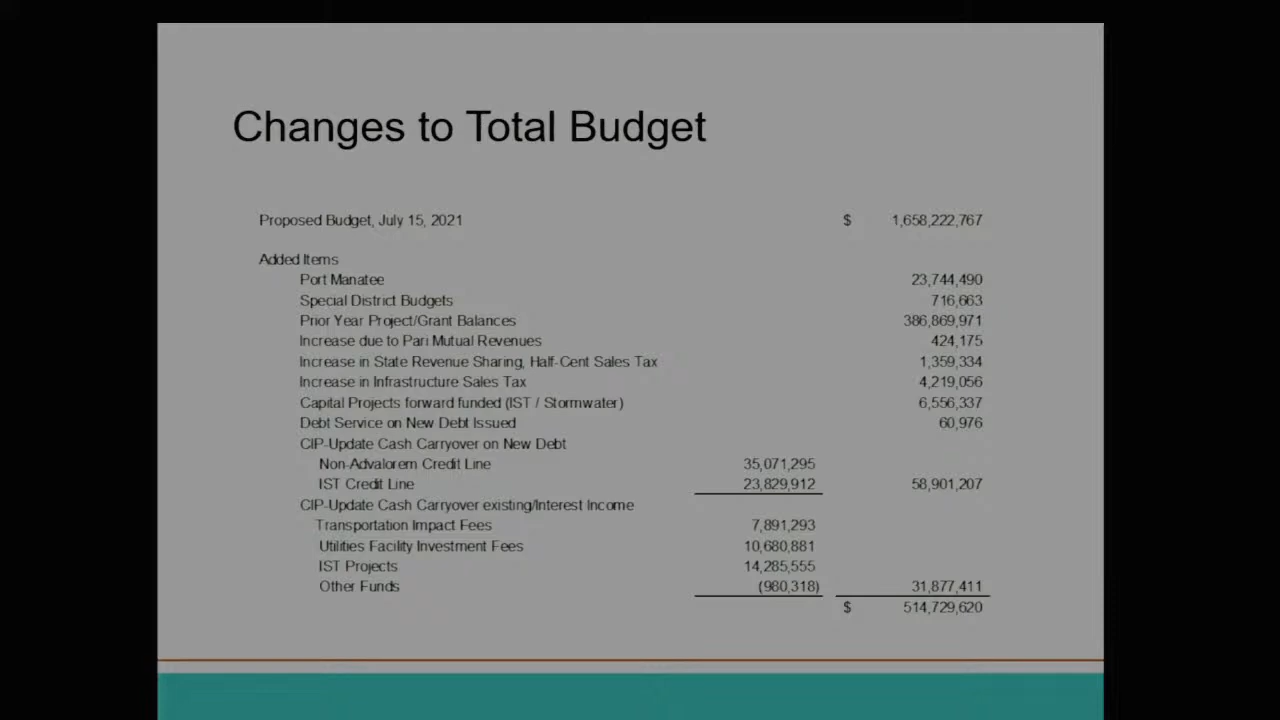 Changes to Total Budget
Proposed Budget, July 15, 2021 $ 1,658,222,767
Added Items
Port Manatee 23,744,490
Special District Budgets 716,663
Prior Year Project/Grant Balances 386,869,971
Increase due to Pari Mutual Revenues 424,175
Increase in State Revenue Sharing, Half-Cent Sales Tax 1,359,334
Increase in Infrastructure Sales Tax 4,219,056
Capital Projects forward funded (IST / Stormwater) 6,556,337
Debt Service on New Debt Issued 60,976
CIP-Update Cash Carryover on New Debt
Non-Advalorem Credit Line 35,071,295
IST Credit Line 23,829,912 58,901,207
CIP-Update Cash Carryover existing/Interest Income
Transportation Impact Fees 7,891,293
Utilities Facility Investment Fees 10,680,881
IST Projects 14,285,555
Other Funds (980,318) 31,877,411
$ 514,729,620